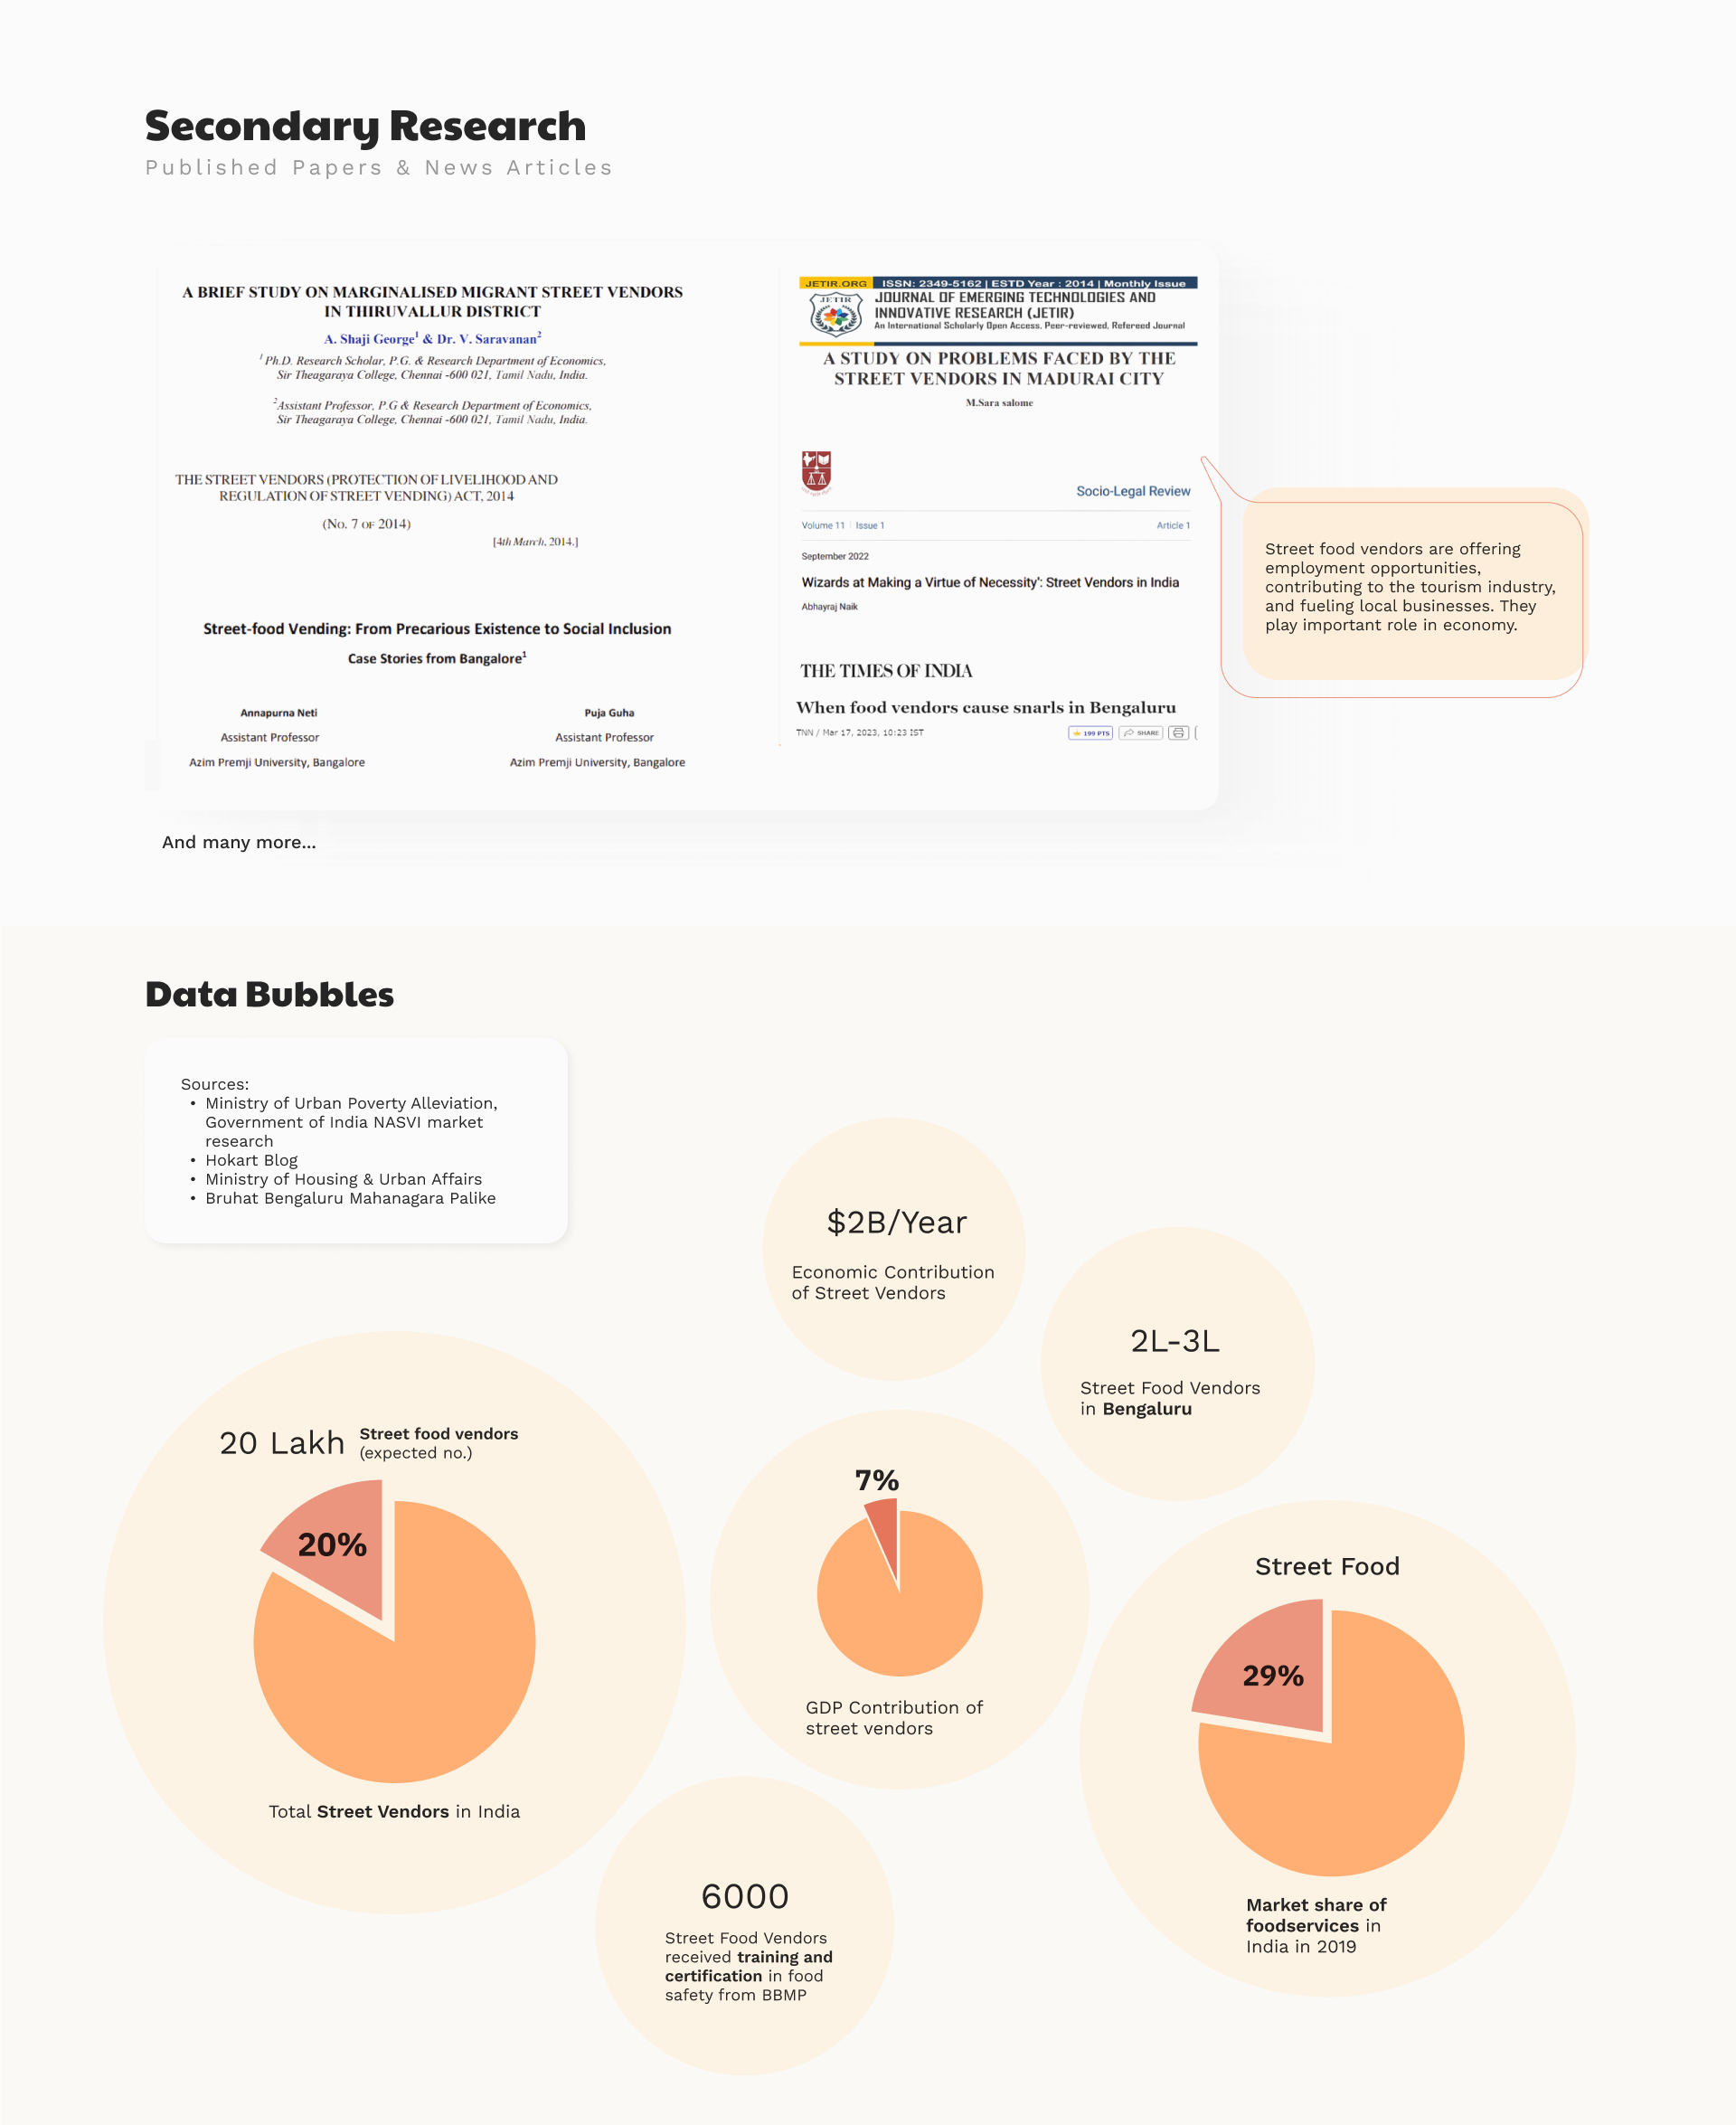 Secondary Research
Published Papers & News Articles
A BRIEF STUDY ON MARGINALISED MIGRANT STREET VENDORS
IN THIRUVALLUR DISTRICT
A. Shaji George1 & Dr. V. Saravanan2
1 Ph.D. Research Scholar, P.G. & Research Department of Economics,
Sir Theagaraya College, Chennai -600 021, Tamil Nadu, India.
2Assistant Professor, P.G & Research Department of Economics,
Sir Theagaraya College, Chennai -600 021, Tamil Nadu, India.
THE STREET VENDORS (PROTECTION OF LIVELIHOOD AND
REGULATION OF STREET VENDING) ACT, 2014
(No. 7 OF 2014)
[4th March, 2014.]
Street-food Vending: From Precarious Existence to Social Inclusion
Case Stories from Bangalore1
Annapurna Neti
Assistant Professor
Azim Premji University, Bangalore
Puja Guha
Assistant Professor
Azim Premji University, Bangalore
JETIR.ORG
ISSN: 2349-5162 | ESTD Year : 2014 | Monthly Issue
JETIR
JOURNAL OF EMERGING TECHNOLOGIES AND
INNOVATIVE RESEARCH (JETIR)
An International Scholarly Open Access, Peer-reviewed, Refereed Journal
A STUDY ON PROBLEMS FACED BY THE
STREET VENDORS IN MADURAI CITY
M.Sara salome
Socio-Legal Review
Volume 11 | Issue 1
Article 1
September 2022
Wizards at Making a Virtue of Necessity': Street Vendors in India
Abhayraj Naik
THE TIMES OF INDIA
When food vendors cause snarls in Bengaluru
TNN / Mar 17, 2023, 10:23 IST
199 PTS
SHARE
Street food vendors are offering
employment opportunities,
contributing to the tourism industry,
and fueling local businesses. They
play important role in economy.
And many more...
Data Bubbles
Sources:
• Ministry of Urban Poverty Alleviation,
Government of India NASVI market
research
• Hokart Blog
• Ministry of Housing & Urban Affairs
• Bruhat Bengaluru Mahanagara Palike
$2B/Year
Economic Contribution
of Street Vendors
2L-3L
Street Food Vendors
in Bengaluru
20 Lakh
Street food vendors
(expected no.)
20%
Total Street Vendors in India
7%
GDP Contribution of
street vendors
Street Food
29%
Market share of
foodservices in
India in 2019
6000
Street Food Vendors
received training and
certification in food
safety from BBMP